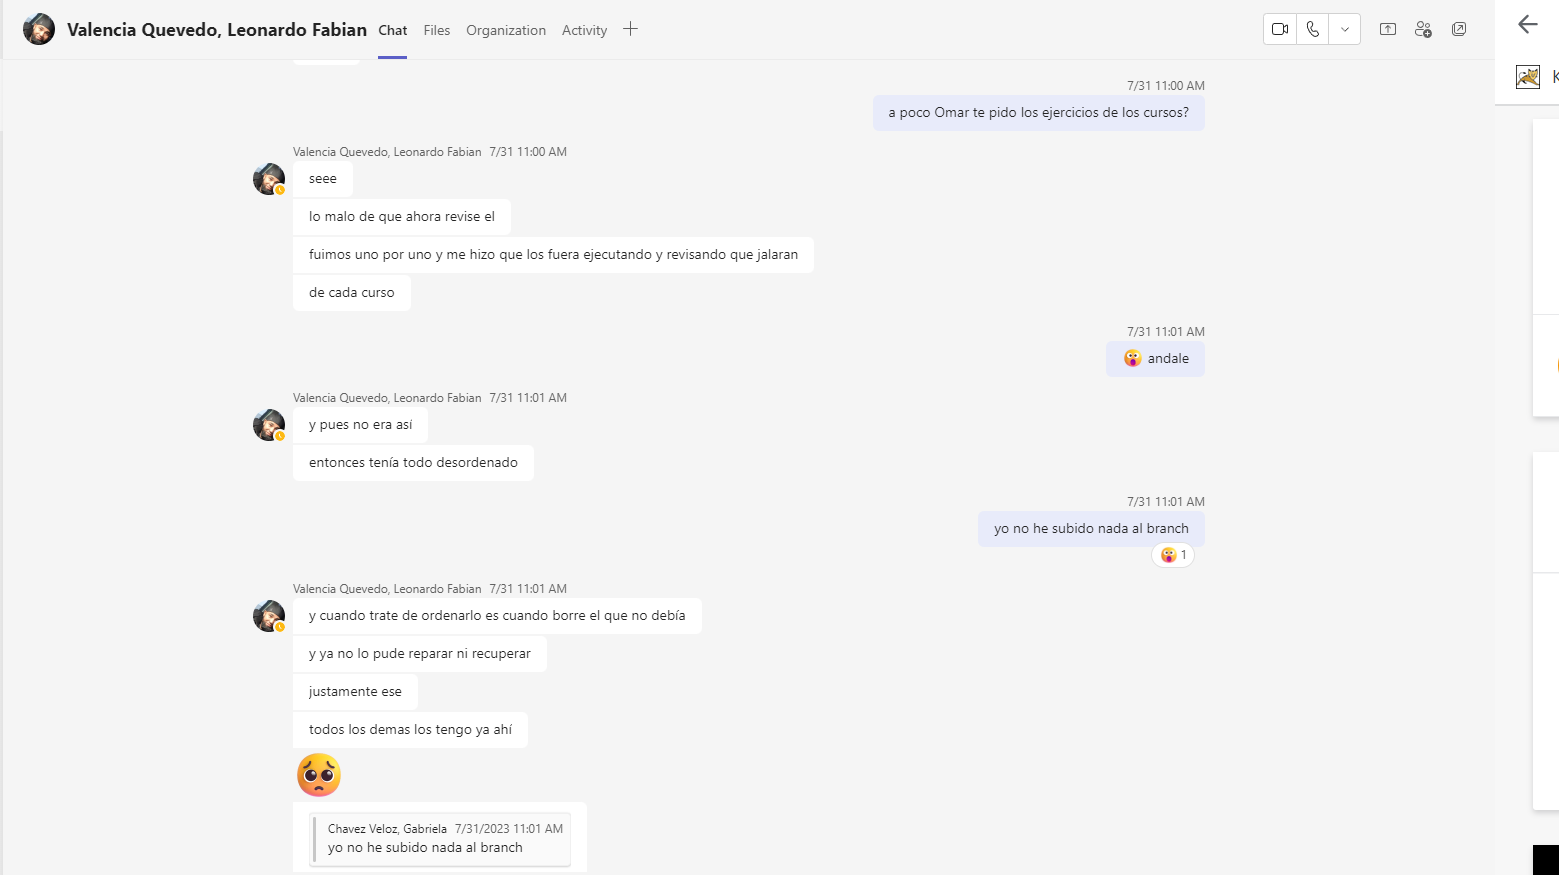 Valencia Quevedo, Leonardo Fabian Chat Files Organization Activity
K
7/31 11:00 AM
a poco Omar te pido los ejercicios de los cursos?
Valencia Quevedo, Leonardo Fabian 7/31 11:00 AM
seee
lo malo de que ahora revise el
fuimos uno por uno y me hizo que los fuera ejecutando y revisando que jalaran
de cada curso
7/31 11:01 AM
andale
Valencia Quevedo, Leonardo Fabian 7/31 11:01 AM
y pues no era así
entonces tenía todo desordenado
7/31 11:01 AM
yo no he subido nada al branch
1
Valencia Quevedo, Leonardo Fabian 7/31 11:01 AM
y cuando trate de ordenarlo es cuando borre el que no debía
y ya no lo pude reparar ni recuperar
justamente ese
todos los demas los tengo ya ahí
Chavez Veloz, Gabriela 7/31/2023 11:01 AM
yo no he subido nada al branch